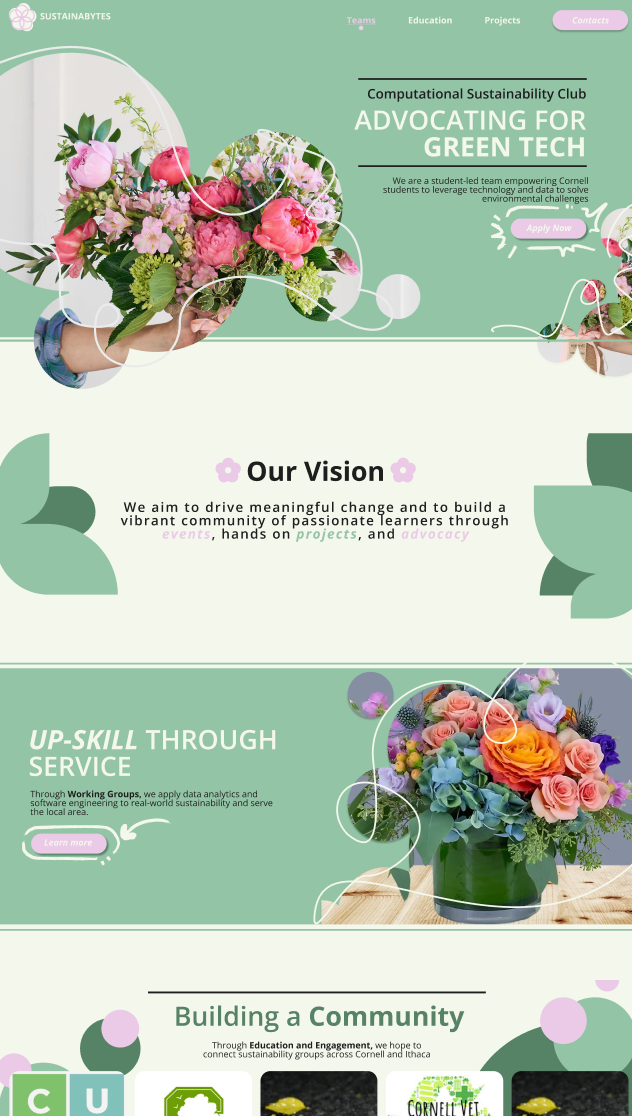 SUSTAINABYTES
Teams
Education
Projects
Contacts
Computational Sustainability Club
ADVOCATING FOR
GREEN TECH
We are a student-led team empowering Cornell
students to leverage technology and data to solve
environmental challenges
Apply Now
Our Vision
We aim to drive meaningful change and to build a
vibrant community of passionate learners through
events, hands on projects, and advocacy
UP-SKILL THROUGH
SERVICE
Through Working Groups, we apply data analytics and
software engineering to real-world sustainability and serve
the local area.
Learn more
Building a Community
Through Education and Engagement, we hope to
connect sustainability groups across Cornell and Ithaca
C U
CORNELL VET